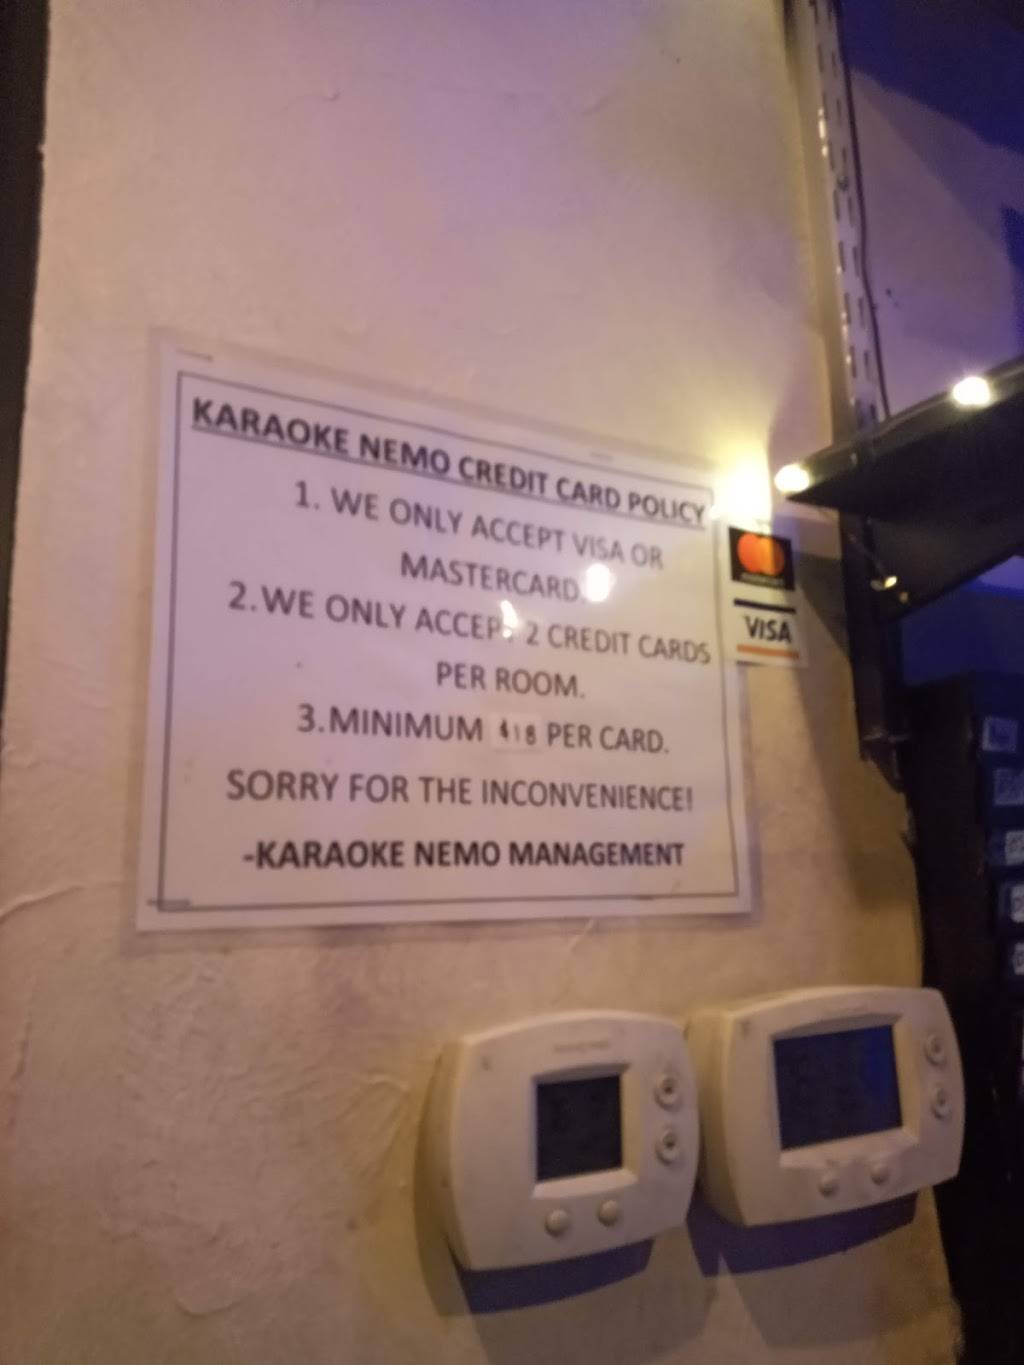 KARAOKE NEMO CREDIT CARD POLICY
1. WE ONLY ACCEPT VISA OR
MASTERCARD.
2. WE ONLY ACCEPT 2 CREDIT CARDS
PER ROOM.
3. MINIMUM $18 PER CARD.
SORRY FOR THE INCONVENIENCE!
-KARAOKE NEMO MANAGEMENT
VISA